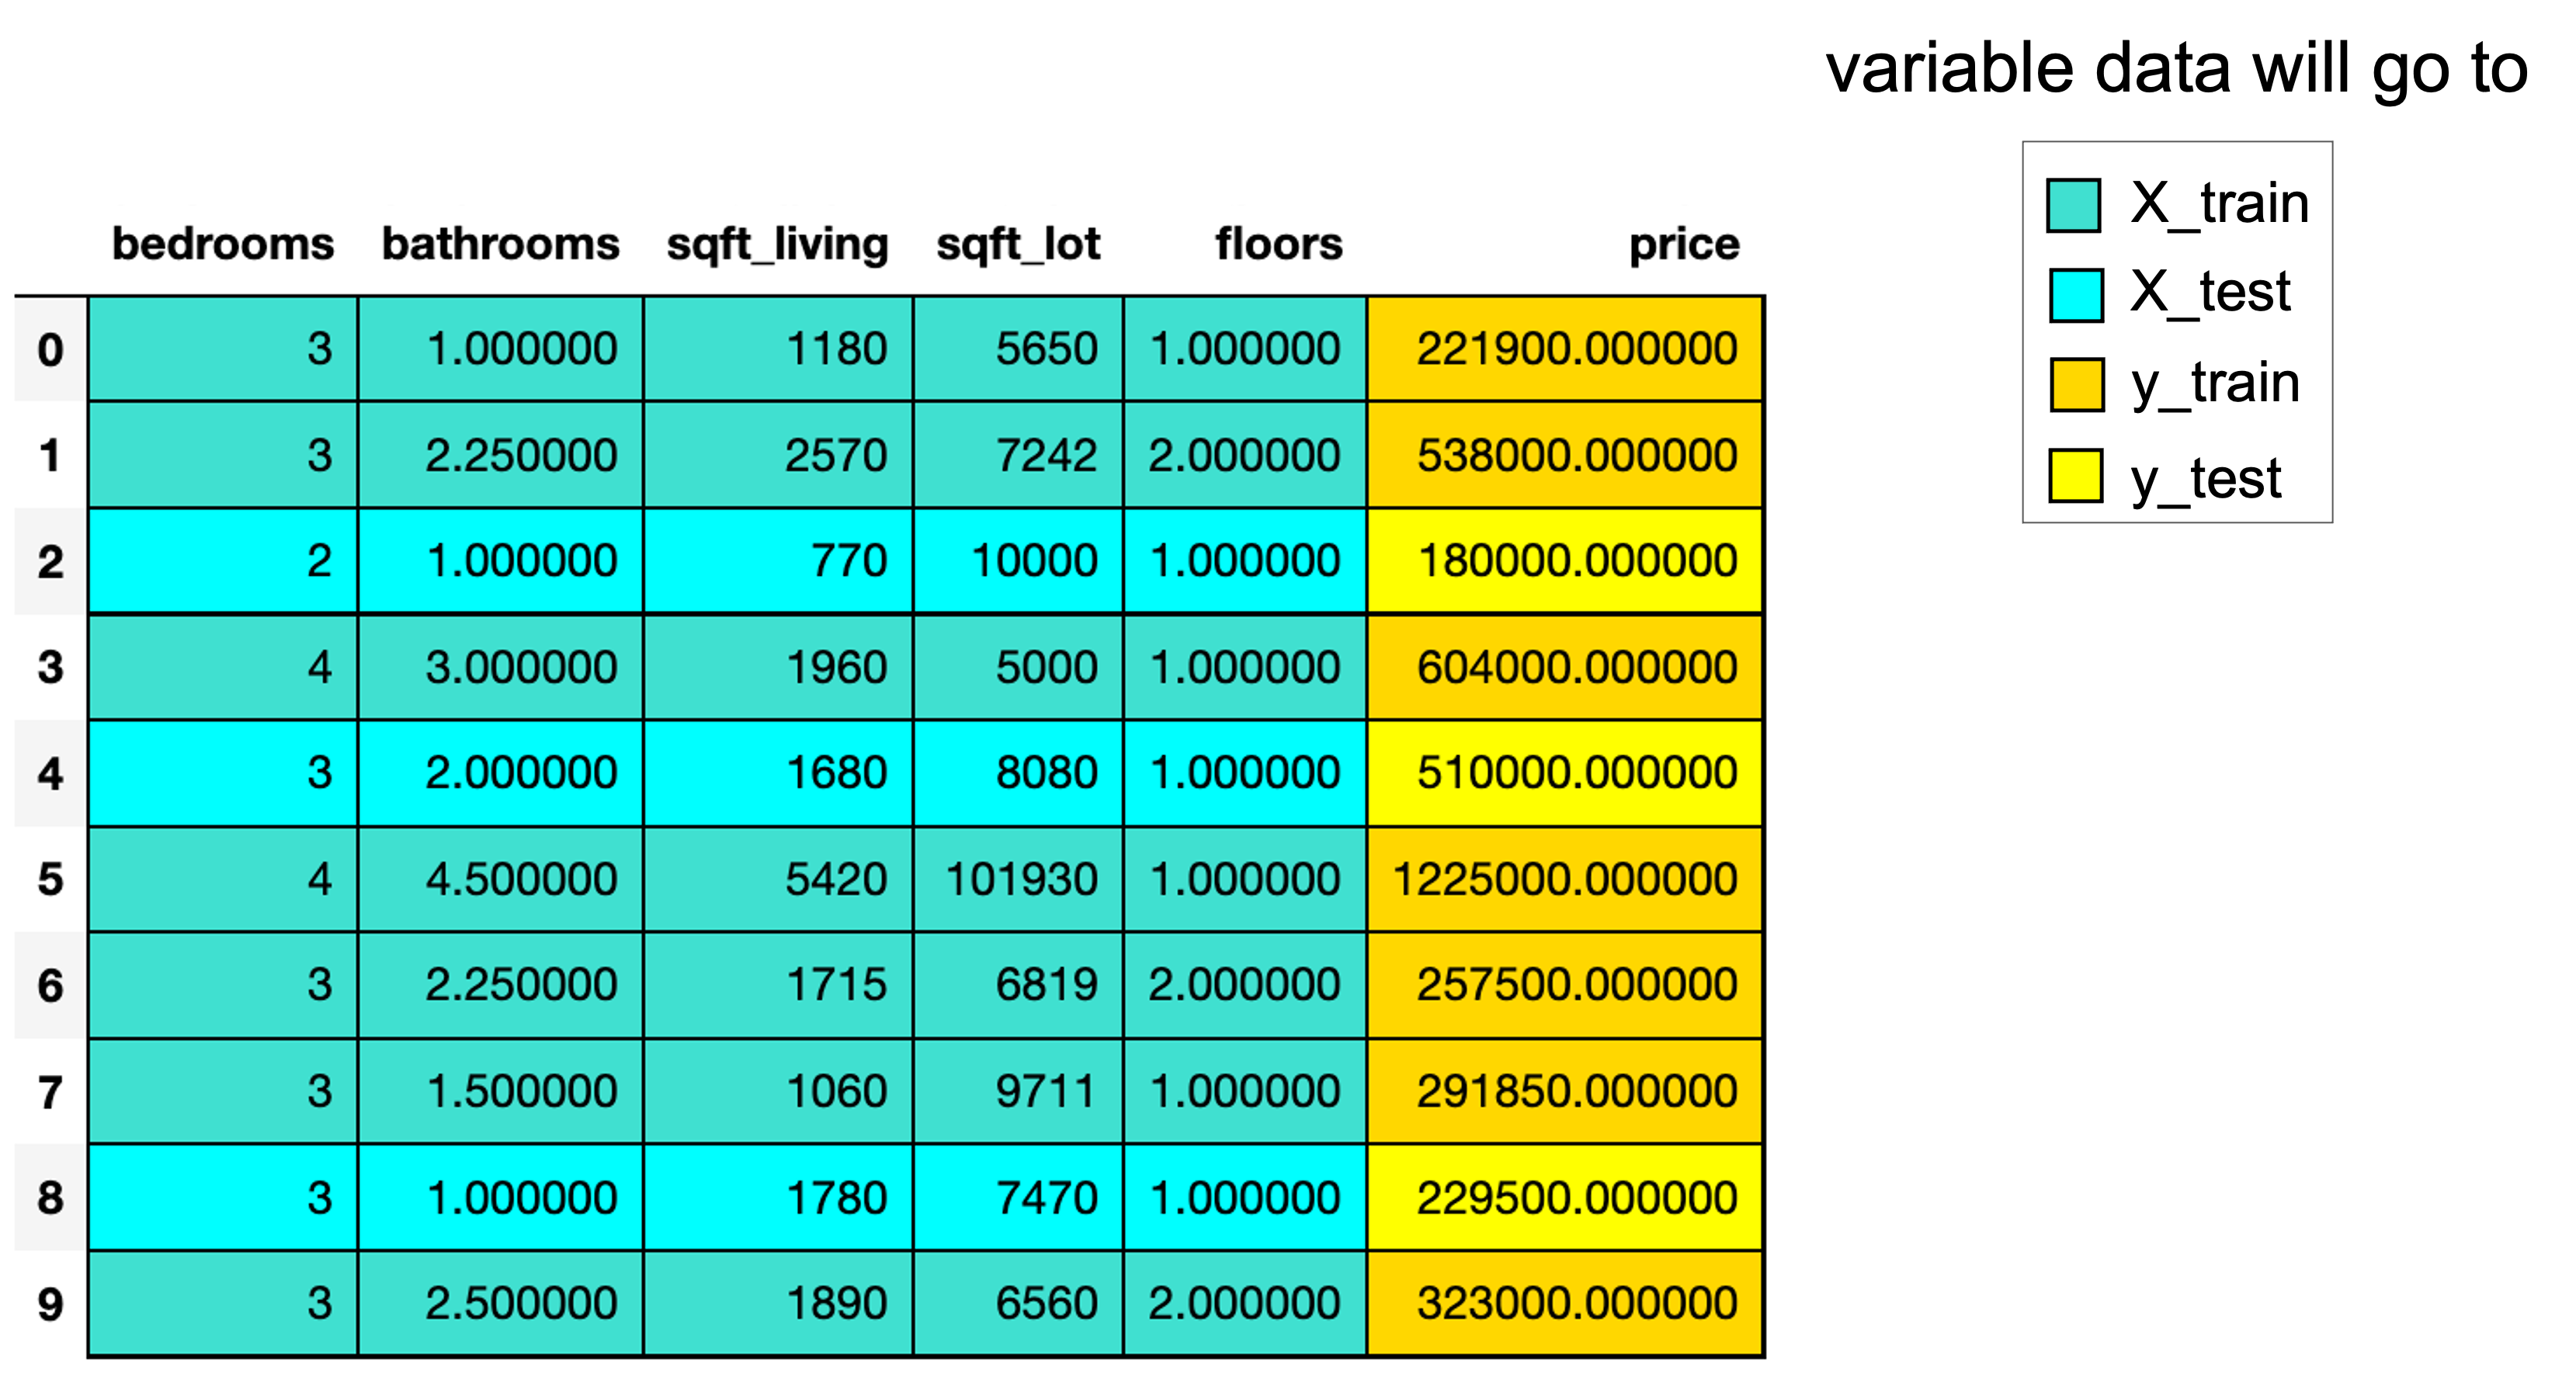 variable data will go to
X_train
X_test
y_train
y_test
bedrooms bathrooms sqft_living sqft_lot floors price
0 3 1.000000 1180 5650 1.000000 221900.000000
1 3 2.250000 2570 7242 2.000000 538000.000000
2 2 1.000000 770 10000 1.000000 180000.000000
3 4 3.000000 1960 5000 1.000000 604000.000000
4 3 2.000000 1680 8080 1.000000 510000.000000
5 4 4.500000 5420 101930 1.000000 1225000.000000
6 3 2.250000 1715 6819 2.000000 257500.000000
7 3 1.500000 1060 9711 1.000000 291850.000000
8 3 1.000000 1780 7470 1.000000 229500.000000
9 3 2.500000 1890 6560 2.000000 323000.000000